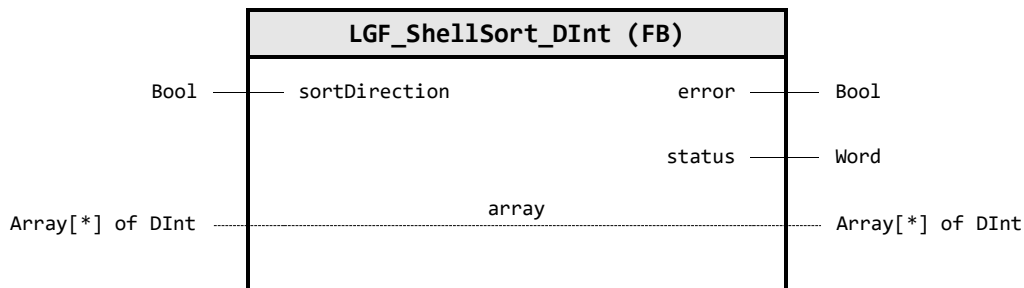 LGF_ShellSort_DInt (FB)
Bool sortDirection error Bool
status Word
Array[*] of DInt array Array[*] of DInt